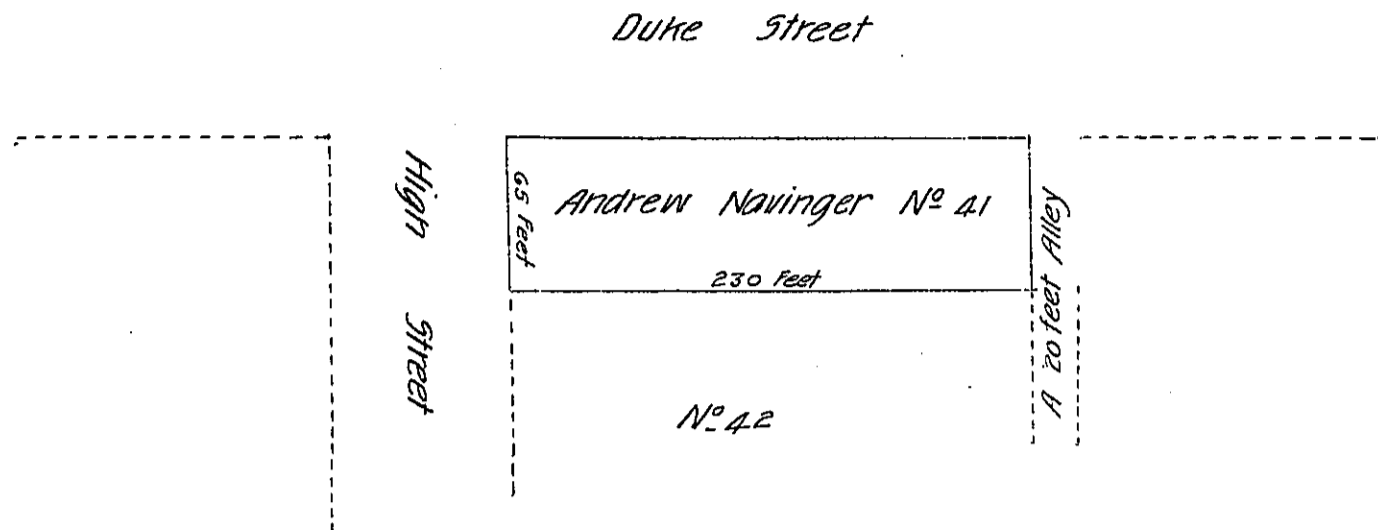 Duke Street
High Street
65 Feet
Andrew Navinger Nº 41
230 Feet
A 20 feet Alley
Nº 42